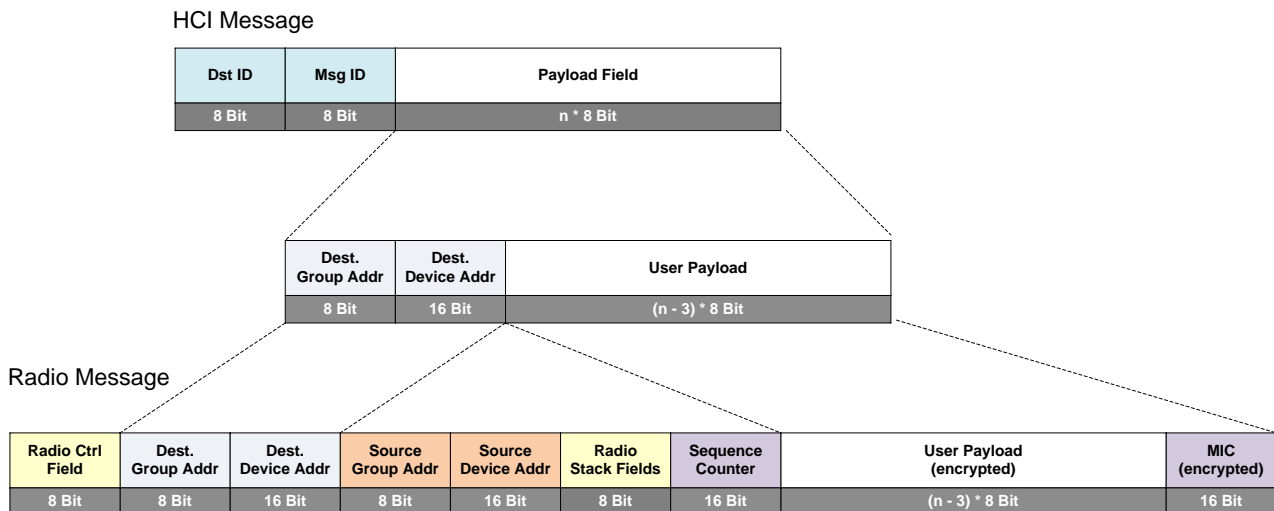 HCI Message
Dst ID Msg ID Payload Field
8 Bit 8 Bit n * 8 Bit
Dest. Dest. User Payload
Group Addr Device Addr
8 Bit 16 Bit (n - 3) * 8 Bit
Radio Message
Radio Ctrl Dest. Dest. Source Source Radio Sequence User Payload MIC
Field Group Addr Device Addr Group Addr Device Addr Stack Fields Counter (encrypted) (encrypted)
8 Bit 8 Bit 16 Bit 8 Bit 16 Bit 8 Bit 16 Bit (n - 3) * 8 Bit 16 Bit